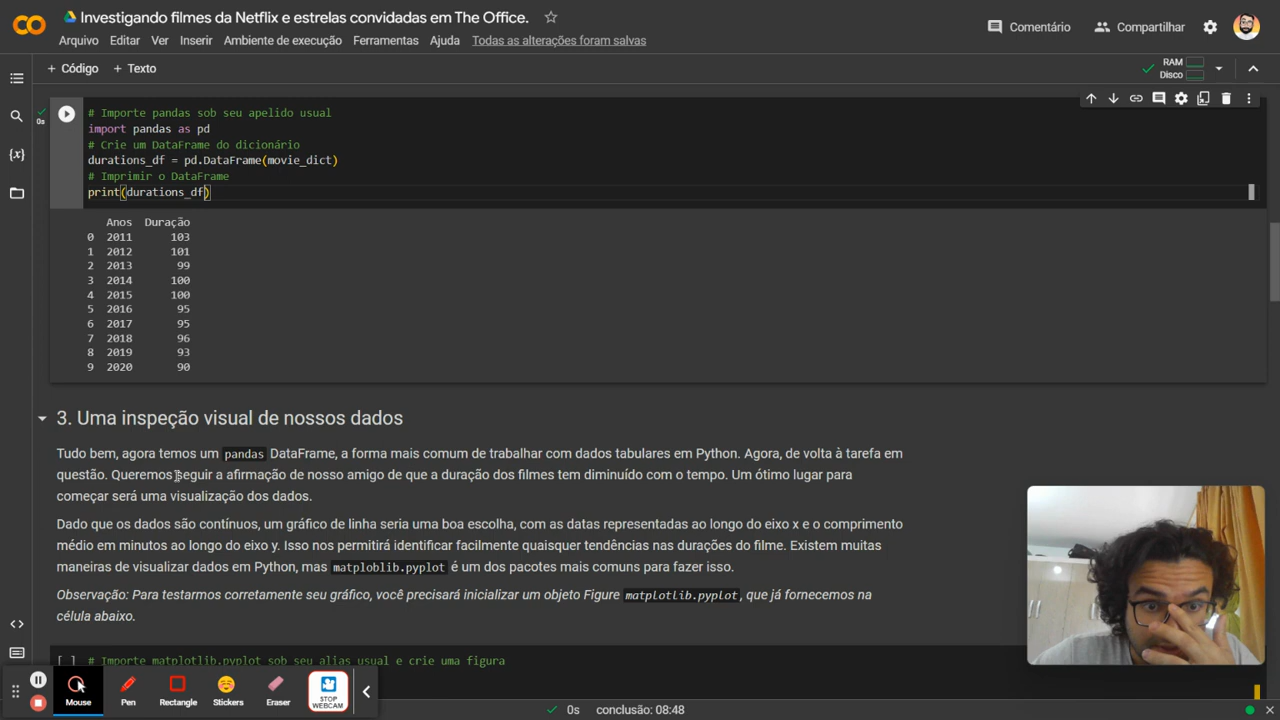 Investigando filmes da Netflix e estrelas convidadas em The Office.
Comentário
Compartilhar
Arquivo Editar Ver Inserir Ambiente de execução Ferramentas Ajuda Todas as alterações foram salvas
+ Código + Texto
RAM
Disco
# Importe pandas sob seu apelido usual
0s
import pandas as pd
# Crie um DataFrame do dicionário
durations_df = pd.DataFrame(movie_dict)
# Imprimir o DataFrame
print(durations_df)
Anos Duração
0 2011 103
1 2012 101
2 2013 99
3 2014 100
4 2015 100
5 2016 95
6 2017 95
7 2018 96
8 2019 93
9 2020 90
3. Uma inspeção visual de nossos dados
Tudo bem, agora temos um pandas DataFrame, a forma mais comum de trabalhar com dados tabulares em Python. Agora, de volta à tarefa em
questão. Queremos seguir a afirmação de nosso amigo de que a duração dos filmes tem diminuído com o tempo. Um ótimo lugar para
começar será uma visualização dos dados.
Dado que os dados são contínuos, um gráfico de linha seria uma boa escolha, com as datas representadas ao longo do eixo x e o comprimento
médio em minutos ao longo do eixo y. Isso nos permitirá identificar facilmente quaisquer tendências nas durações do filme. Existem muitas
maneiras de visualizar dados em Python, mas matploblib.pyplot é um dos pacotes mais comuns para fazer isso.
Observação: Para testarmos corretamente seu gráfico, você precisará inicializar um objeto Figure matplotlib.pyplot, que já fornecemos na
célula abaixo.
[ ] # Importe matplotlib.pyplot sob seu alias usual e crie uma figura
Mouse Pen Rectangle Stickers Eraser STOP WEBCAM
0s conclusão: 08:48